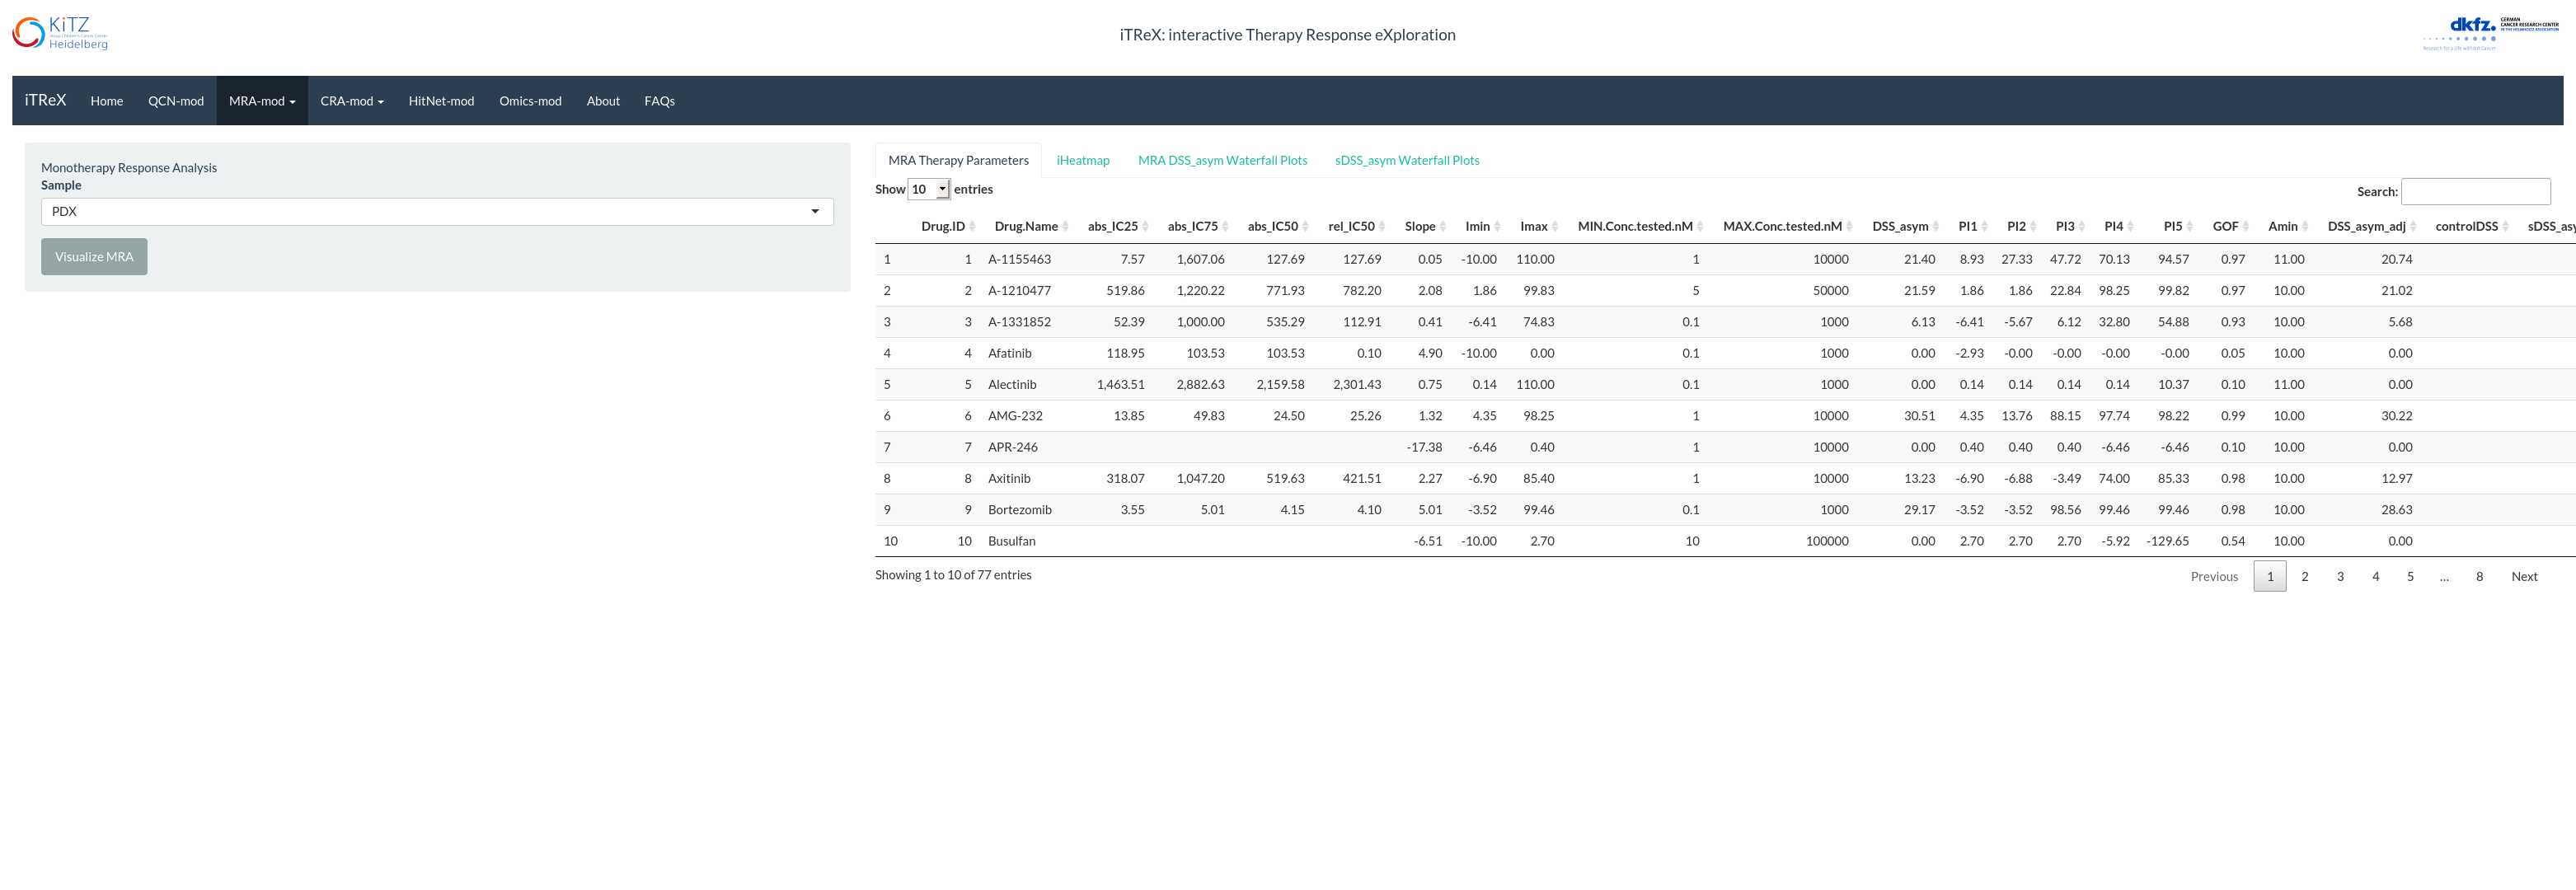 KiTZ
Hopp Children's Cancer Center
Heidelberg
iTReX: interactive Therapy Response eXploration
dkfz. GERMAN
CANCER RESEARCH CENTER
IN THE HELMHOLTZ ASSOCIATION
Research for a Life without Cancer
iTReX Home QCN-mod MRA-mod CRA-mod HitNet-mod Omics-mod About FAQs
Monotherapy Response Analysis
Sample
PDX
Visualize MRA
MRA Therapy Parameters iHeatmap MRA DSS_asym Waterfall Plots sDSS_asym Waterfall Plots
Show 10 entries Search:
Drug.ID Drug.Name abs_IC25 abs_IC75 abs_IC50 rel_IC50 Slope Imin Imax MIN.Conc.tested.nM MAX.Conc.tested.nM DSS_asym PI1 PI2 PI3 PI4 PI5 GOF Amin DSS_asym_adj controlDSS sDSS_asy
1 1 A-1155463 7.57 1,607.06 127.69 127.69 0.05 -10.00 110.00 1 10000 21.40 8.93 27.33 47.72 70.13 94.57 0.97 11.00 20.74
2 2 A-1210477 519.86 1,220.22 771.93 782.20 2.08 1.86 99.83 5 50000 21.59 1.86 1.86 22.84 98.25 99.82 0.97 10.00 21.02
3 3 A-1331852 52.39 1,000.00 535.29 112.91 0.41 -6.41 74.83 0.1 1000 6.13 -6.41 -5.67 6.12 32.80 54.88 0.93 10.00 5.68
4 4 Afatinib 118.95 103.53 103.53 0.10 4.90 -10.00 0.00 0.1 1000 0.00 -2.93 -0.00 -0.00 -0.00 -0.00 0.05 10.00 0.00
5 5 Alectinib 1,463.51 2,882.63 2,159.58 2,301.43 0.75 0.14 110.00 0.1 1000 0.00 0.14 0.14 0.14 0.14 10.37 0.10 11.00 0.00
6 6 AMG-232 13.85 49.83 24.50 25.26 1.32 4.35 98.25 1 10000 30.51 4.35 13.76 88.15 97.74 98.22 0.99 10.00 30.22
7 7 APR-246 -17.38 -6.46 0.40 1 10000 0.00 0.40 0.40 0.40 -6.46 -6.46 0.10 10.00 0.00
8 8 Axitinib 318.07 1,047.20 519.63 421.51 2.27 -6.90 85.40 1 10000 13.23 -6.90 -6.88 -3.49 74.00 85.33 0.98 10.00 12.97
9 9 Bortezomib 3.55 5.01 4.15 4.10 5.01 -3.52 99.46 0.1 1000 29.17 -3.52 -3.52 98.56 99.46 99.46 0.98 10.00 28.63
10 10 Busulfan -6.51 -10.00 2.70 10 100000 0.00 2.70 2.70 2.70 -5.92 -129.65 0.54 10.00 0.00
Showing 1 to 10 of 77 entries Previous 1 2 3 4 5 … 8 Next